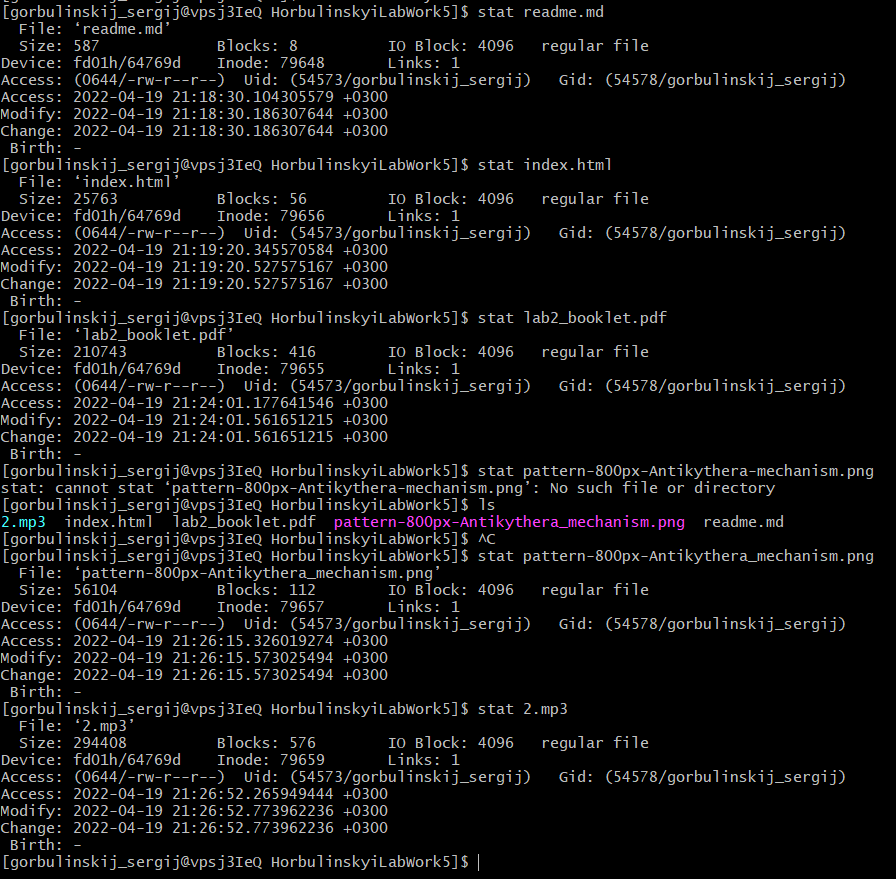 [gorbulinskij_sergij@vpsj3IeQ HorbulinskyiLabWork5]$ stat readme.md
  File: ‘readme.md’
  Size: 587             Blocks: 8          IO Block: 4096   regular file
Device: fd01h/64769d    Inode: 79648       Links: 1
Access: (0644/-rw-r--r--)  Uid: (54573/gorbulinskij_sergij)   Gid: (54578/gorbulinskij_sergij)
Access: 2022-04-19 21:18:30.104305579 +0300
Modify: 2022-04-19 21:18:30.186307644 +0300
Change: 2022-04-19 21:18:30.186307644 +0300
 Birth: -
[gorbulinskij_sergij@vpsj3IeQ HorbulinskyiLabWork5]$ stat index.html
  File: ‘index.html’
  Size: 25763           Blocks: 56         IO Block: 4096   regular file
Device: fd01h/64769d    Inode: 79656       Links: 1
Access: (0644/-rw-r--r--)  Uid: (54573/gorbulinskij_sergij)   Gid: (54578/gorbulinskij_sergij)
Access: 2022-04-19 21:19:20.345570584 +0300
Modify: 2022-04-19 21:19:20.527575167 +0300
Change: 2022-04-19 21:19:20.527575167 +0300
 Birth: -
[gorbulinskij_sergij@vpsj3IeQ HorbulinskyiLabWork5]$ stat lab2_booklet.pdf
  File: ‘lab2_booklet.pdf’
  Size: 210743          Blocks: 416        IO Block: 4096   regular file
Device: fd01h/64769d    Inode: 79655       Links: 1
Access: (0644/-rw-r--r--)  Uid: (54573/gorbulinskij_sergij)   Gid: (54578/gorbulinskij_sergij)
Access: 2022-04-19 21:24:01.177641546 +0300
Modify: 2022-04-19 21:24:01.561651215 +0300
Change: 2022-04-19 21:24:01.561651215 +0300
 Birth: -
[gorbulinskij_sergij@vpsj3IeQ HorbulinskyiLabWork5]$ stat pattern-800px-Antikythera-mechanism.png
stat: cannot stat ‘pattern-800px-Antikythera-mechanism.png’: No such file or directory
[gorbulinskij_sergij@vpsj3IeQ HorbulinskyiLabWork5]$ ls
2.mp3  index.html  lab2_booklet.pdf  pattern-800px-Antikythera_mechanism.png  readme.md
[gorbulinskij_sergij@vpsj3IeQ HorbulinskyiLabWork5]$ ^C
[gorbulinskij_sergij@vpsj3IeQ HorbulinskyiLabWork5]$ stat pattern-800px-Antikythera_mechanism.png
  File: ‘pattern-800px-Antikythera_mechanism.png’
  Size: 56104           Blocks: 112        IO Block: 4096   regular file
Device: fd01h/64769d    Inode: 79657       Links: 1
Access: (0644/-rw-r--r--)  Uid: (54573/gorbulinskij_sergij)   Gid: (54578/gorbulinskij_sergij)
Access: 2022-04-19 21:26:15.326019274 +0300
Modify: 2022-04-19 21:26:15.573025494 +0300
Change: 2022-04-19 21:26:15.573025494 +0300
 Birth: -
[gorbulinskij_sergij@vpsj3IeQ HorbulinskyiLabWork5]$ stat 2.mp3
  File: ‘2.mp3’
  Size: 294408          Blocks: 576        IO Block: 4096   regular file
Device: fd01h/64769d    Inode: 79659       Links: 1
Access: (0644/-rw-r--r--)  Uid: (54573/gorbulinskij_sergij)   Gid: (54578/gorbulinskij_sergij)
Access: 2022-04-19 21:26:52.265949444 +0300
Modify: 2022-04-19 21:26:52.773962236 +0300
Change: 2022-04-19 21:26:52.773962236 +0300
 Birth: -
[gorbulinskij_sergij@vpsj3IeQ HorbulinskyiLabWork5]$